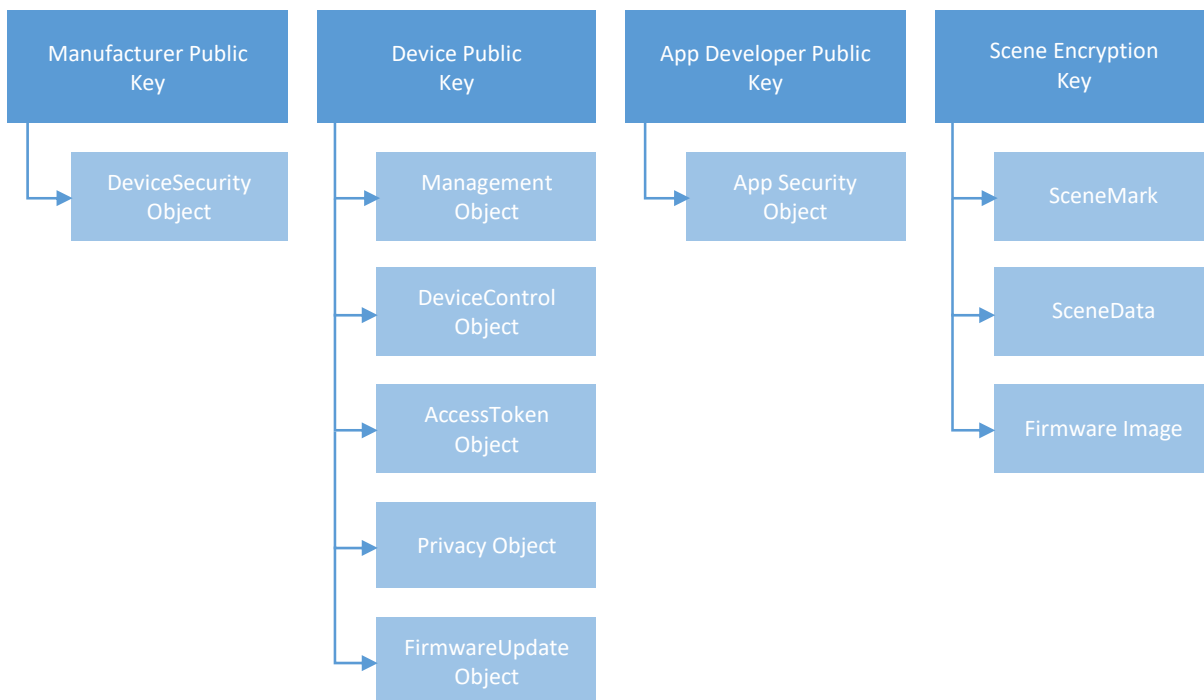 Manufacturer Public
Key
DeviceSecurity
Object
Device Public
Key
Management
Object
DeviceControl
Object
AccessToken
Object
Privacy Object
FirmwareUpdate
Object
App Developer Public
Key
App Security
Object
Scene Encryption
Key
SceneMark
SceneData
Firmware Image